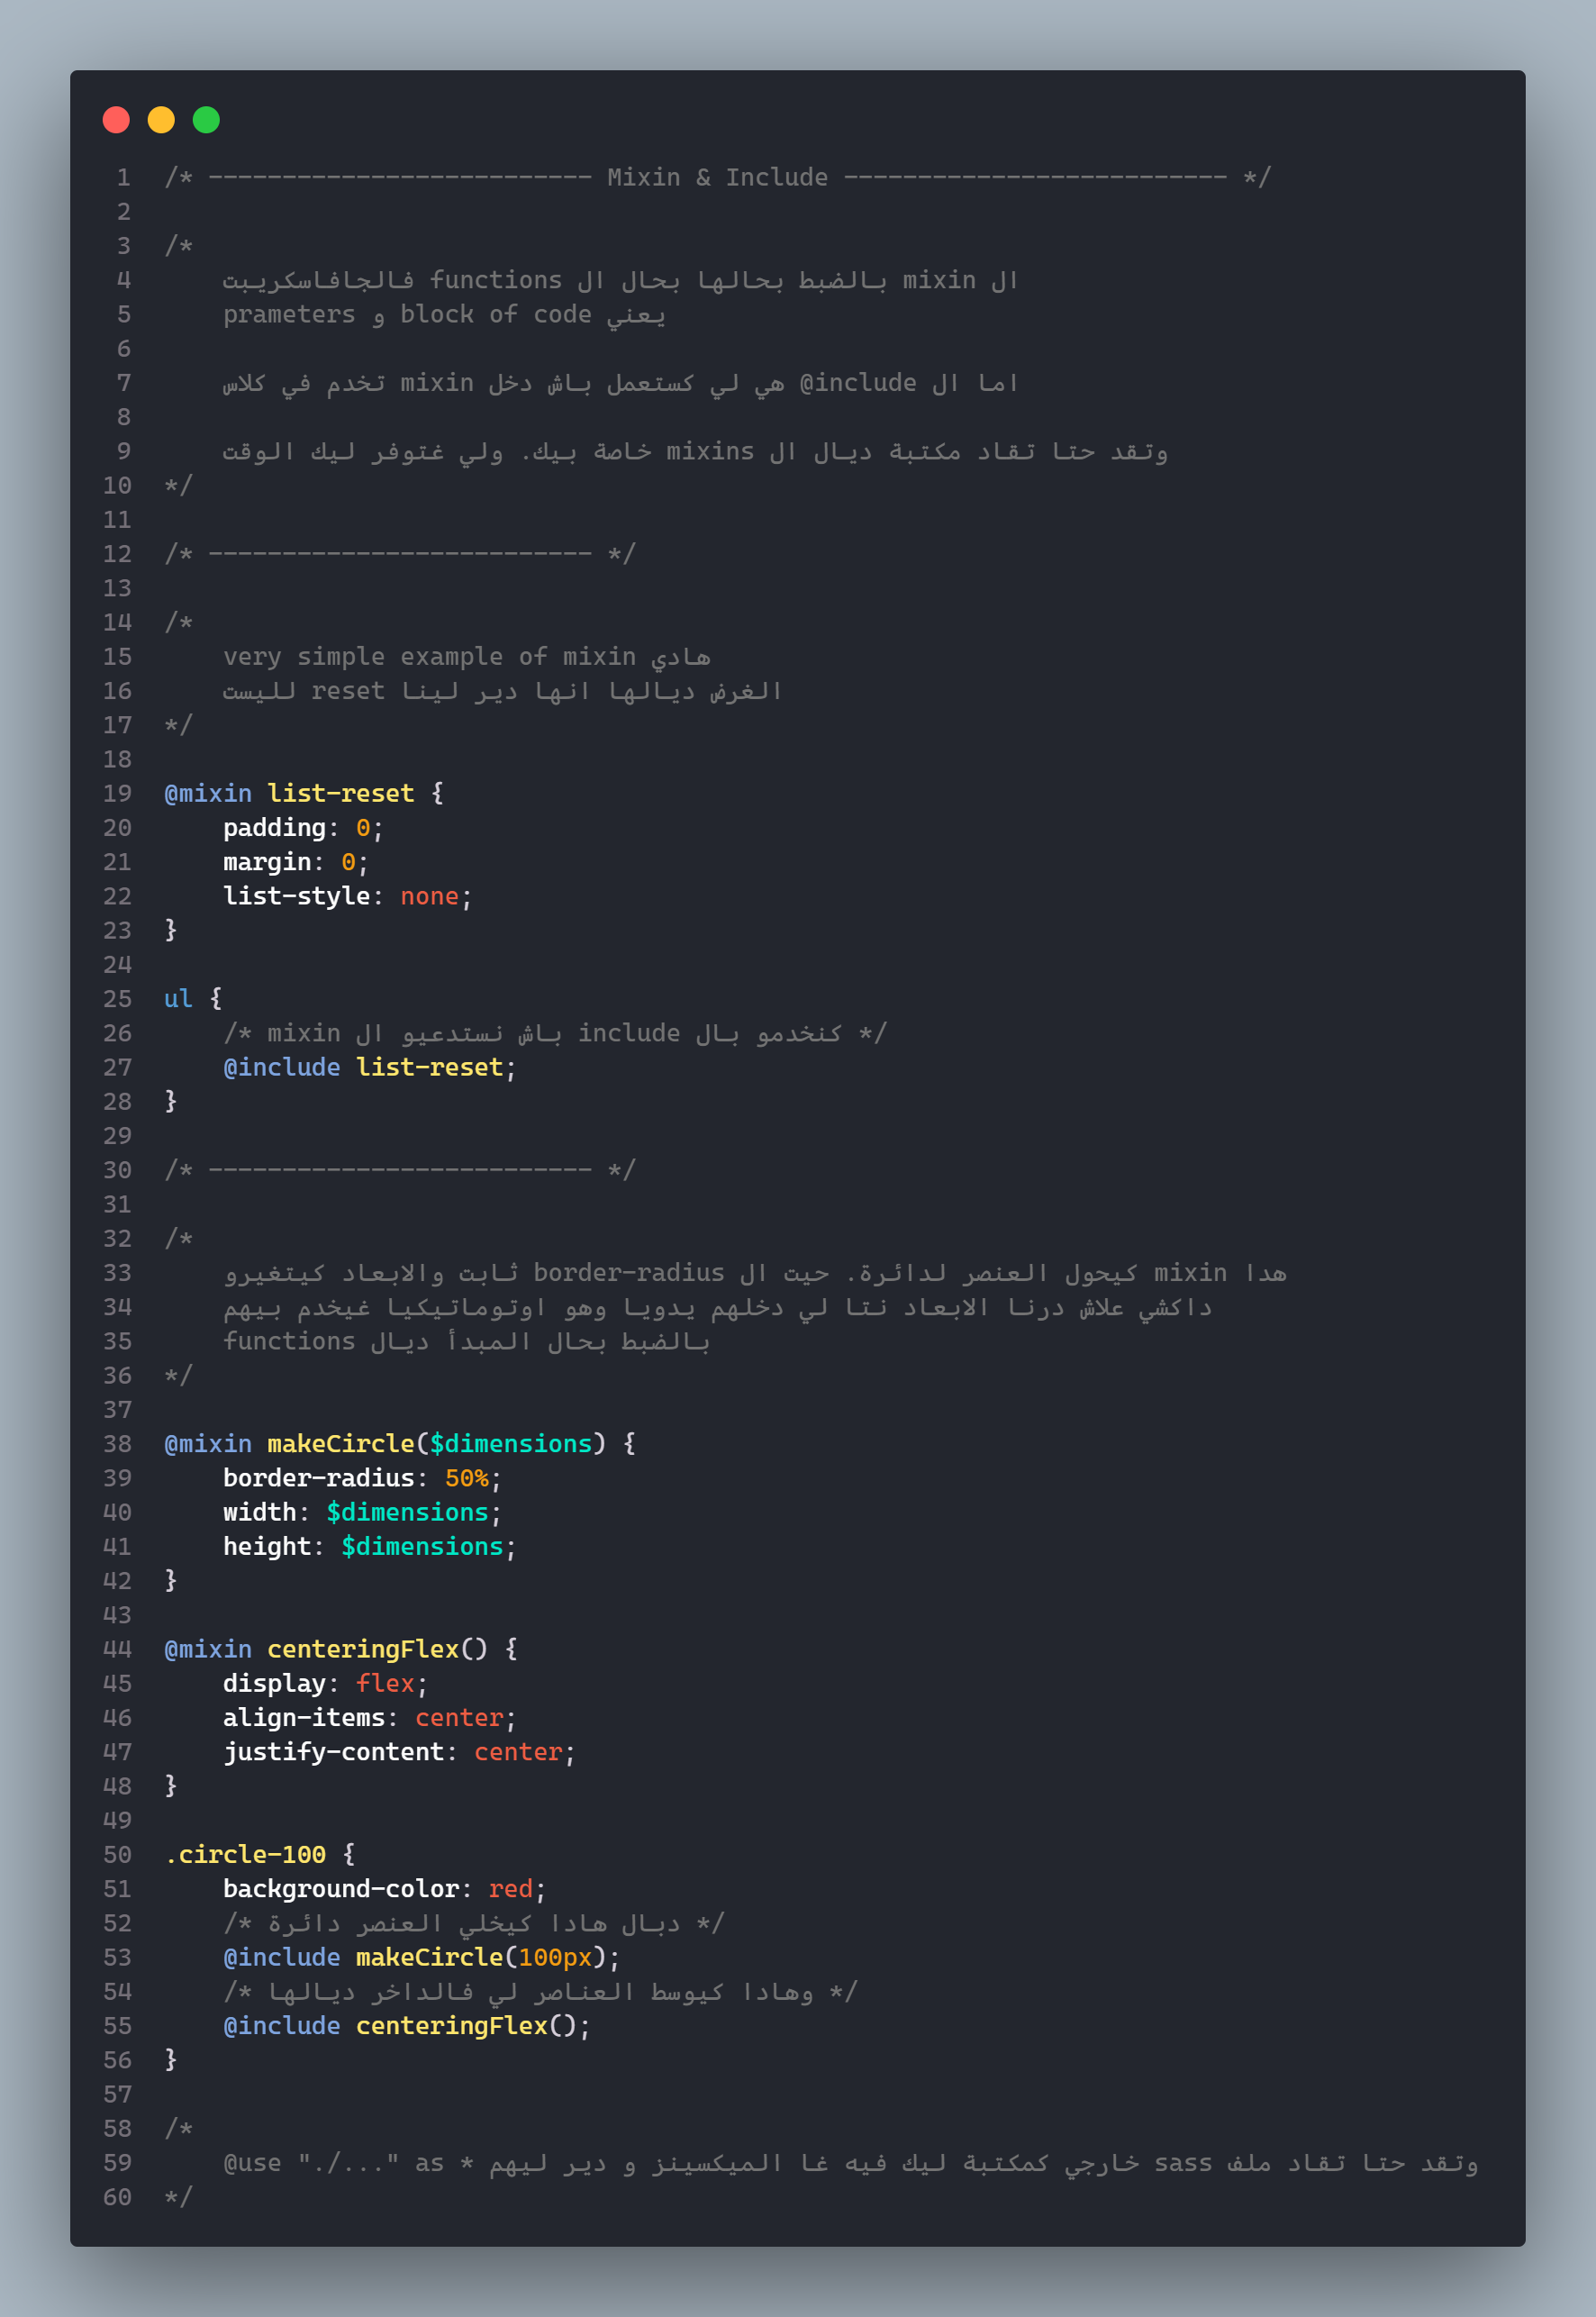 1 /* -------------------------- Mixin & Include -------------------------- */
2
3 /*
4 ال mixin بالضبط بحالها بحال ال functions فالجافاسكريبت
5 يعني block of code و prameters
6
7 اما ال @include هي لي كستعمل باش دخل mixin تخدم في كلاس
8
9 وتقد حتا تقاد مكتبة ديال ال mixins خاصة بيك. ولي غتوفر ليك الوقت
10 */
11
12 /* -------------------------- */
13
14 /*
15 هادي very simple example of mixin
16 الغرض ديالها انها دير لينا reset لليست
17 */
18
19 @mixin list-reset {
20 padding: 0;
21 margin: 0;
22 list-style: none;
23 }
24
25 ul {
26 /* كنخدمو بال include باش نستدعيو ال mixin */
27 @include list-reset;
28 }
29
30 /* -------------------------- */
31
32 /*
33 هدا mixin كيحول العنصر لدائرة. حيت ال border-radius ثابت والابعاد كيتغيرو
34 داكشي علاش درنا الابعاد نتا لي دخلهم يدويا وهو اوتوماتيكيا غيخدم بيهم
35 بالضبط بحال المبدأ ديال functions
36 */
37
38 @mixin makeCircle($dimensions) {
39 border-radius: 50%;
40 width: $dimensions;
41 height: $dimensions;
42 }
43
44 @mixin centeringFlex() {
45 display: flex;
46 align-items: center;
47 justify-content: center;
48 }
49
50 .circle-100 {
51 background-color: red;
52 /* دبال هادا كيخلي العنصر دائرة */
53 @include makeCircle(100px);
54 /* وهادا كيوسط العناصر لي فالداخر ديالها */
55 @include centeringFlex();
56 }
57
58 /*
59 وتقد حتا تقاد ملف sass خارجي كمكتبة ليك فيه غا الميكسينز و دير ليهم @use "./..." as *
60 */